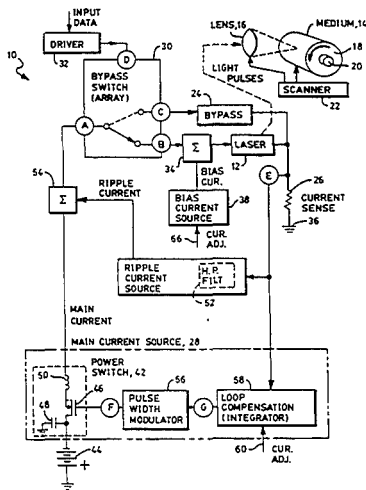 INPUT
DATA
10
DRIVER
32
D
30
BYPASS
SWITCH
(ARRAY)
A
C
B
24
BYPASS
Σ
34
LASER
12
LENS,16
MEDIUM,14
18
20
SCANNER
22
LIGHT
PULSES
BIAS
CUR.
BIAS
CURRENT
SOURCE
38
66
CUR.
ADJ.
E
26
CURRENT
SENSE
36
54
Σ
RIPPLE
CURRENT
RIPPLE
CURRENT
SOURCE
H.P.
FILT
52
MAIN
CURRENT
MAIN CURRENT SOURCE, 28
POWER
SWITCH, 42
50
46
48
F
56
PULSE
WIDTH
MODULATOR
G
58
LOOP
COMPENSATION
(INTEGRATOR)
60
CUR.
ADJ.
44
+